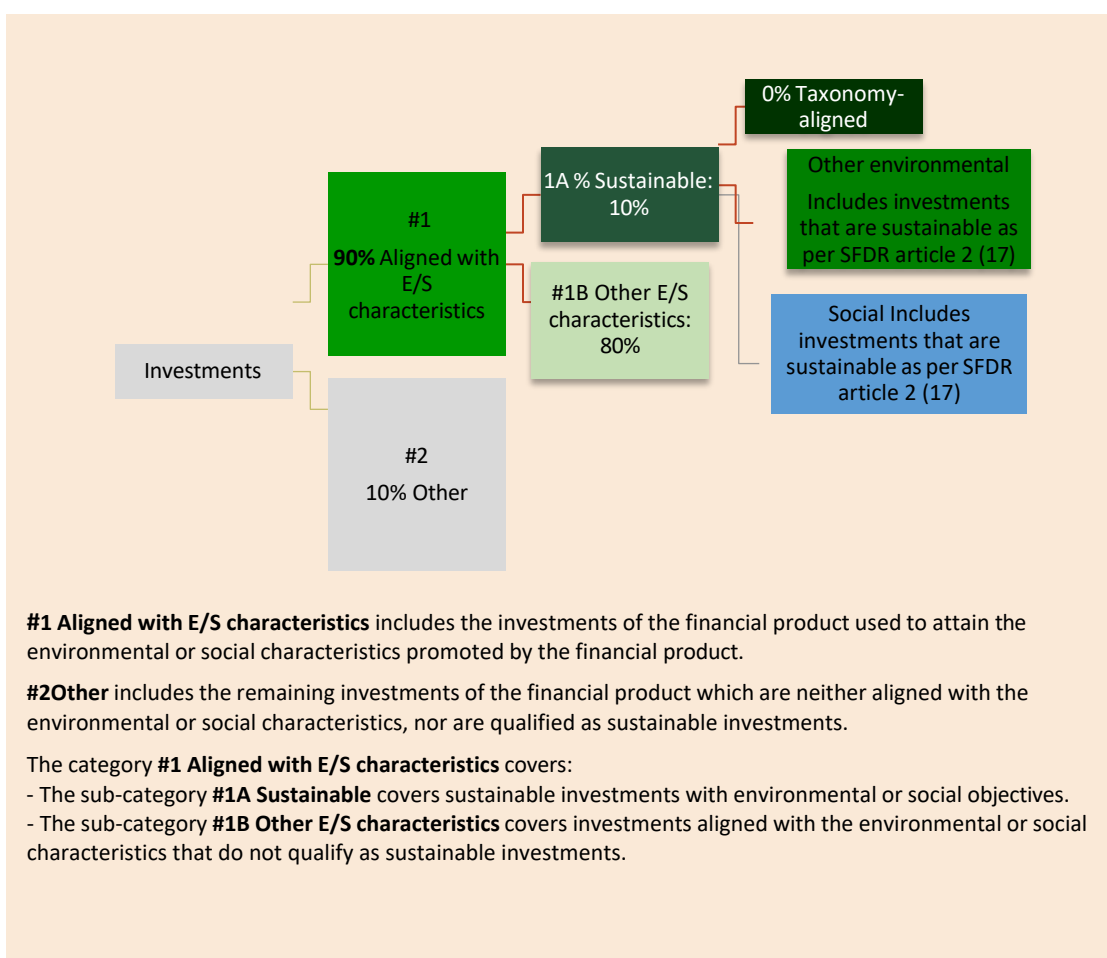 0% Taxonomy-
aligned
Other environmental
Includes investments
that are sustainable as
per SFDR article 2 (17)
1A % Sustainable:
10%
#1
90% Aligned with
E/S
characteristics
#1B Other E/S
characteristics:
80%
Social Includes
investments that are
sustainable as per SFDR
article 2 (17)
Investments
#2
10% Other
#1 Aligned with E/S characteristics includes the investments of the financial product used to attain the
environmental or social characteristics promoted by the financial product.
#2Other includes the remaining investments of the financial product which are neither aligned with the
environmental or social characteristics, nor are qualified as sustainable investments.
The category #1 Aligned with E/S characteristics covers:
- The sub-category #1A Sustainable covers sustainable investments with environmental or social objectives.
- The sub-category #1B Other E/S characteristics covers investments aligned with the environmental or social
characteristics that do not qualify as sustainable investments.